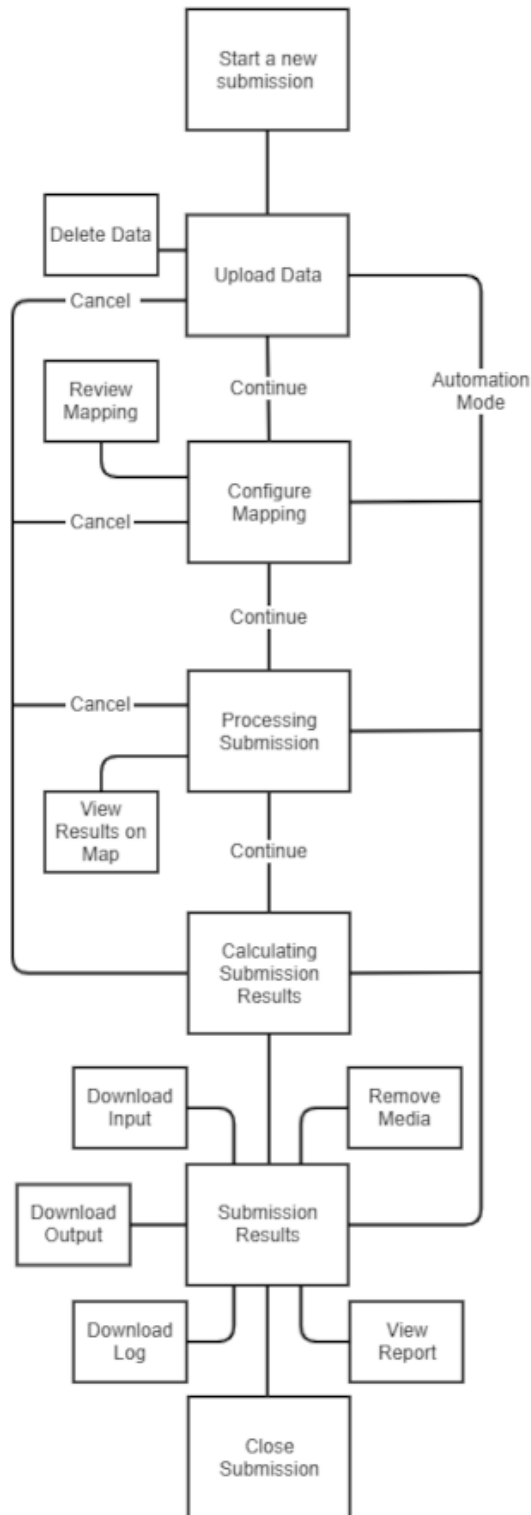 Start a new
submission
Delete Data
Upload Data
Cancel
Review
Mapping
Continue
Automation
Mode
Configure
Mapping
Cancel
Continue
Cancel
Processing
Submission
View
Results on
Map
Continue
Calculating
Submission
Results
Download
Input
Remove
Media
Download
Output
Submission
Results
Download
Log
View
Report
Close
Submission